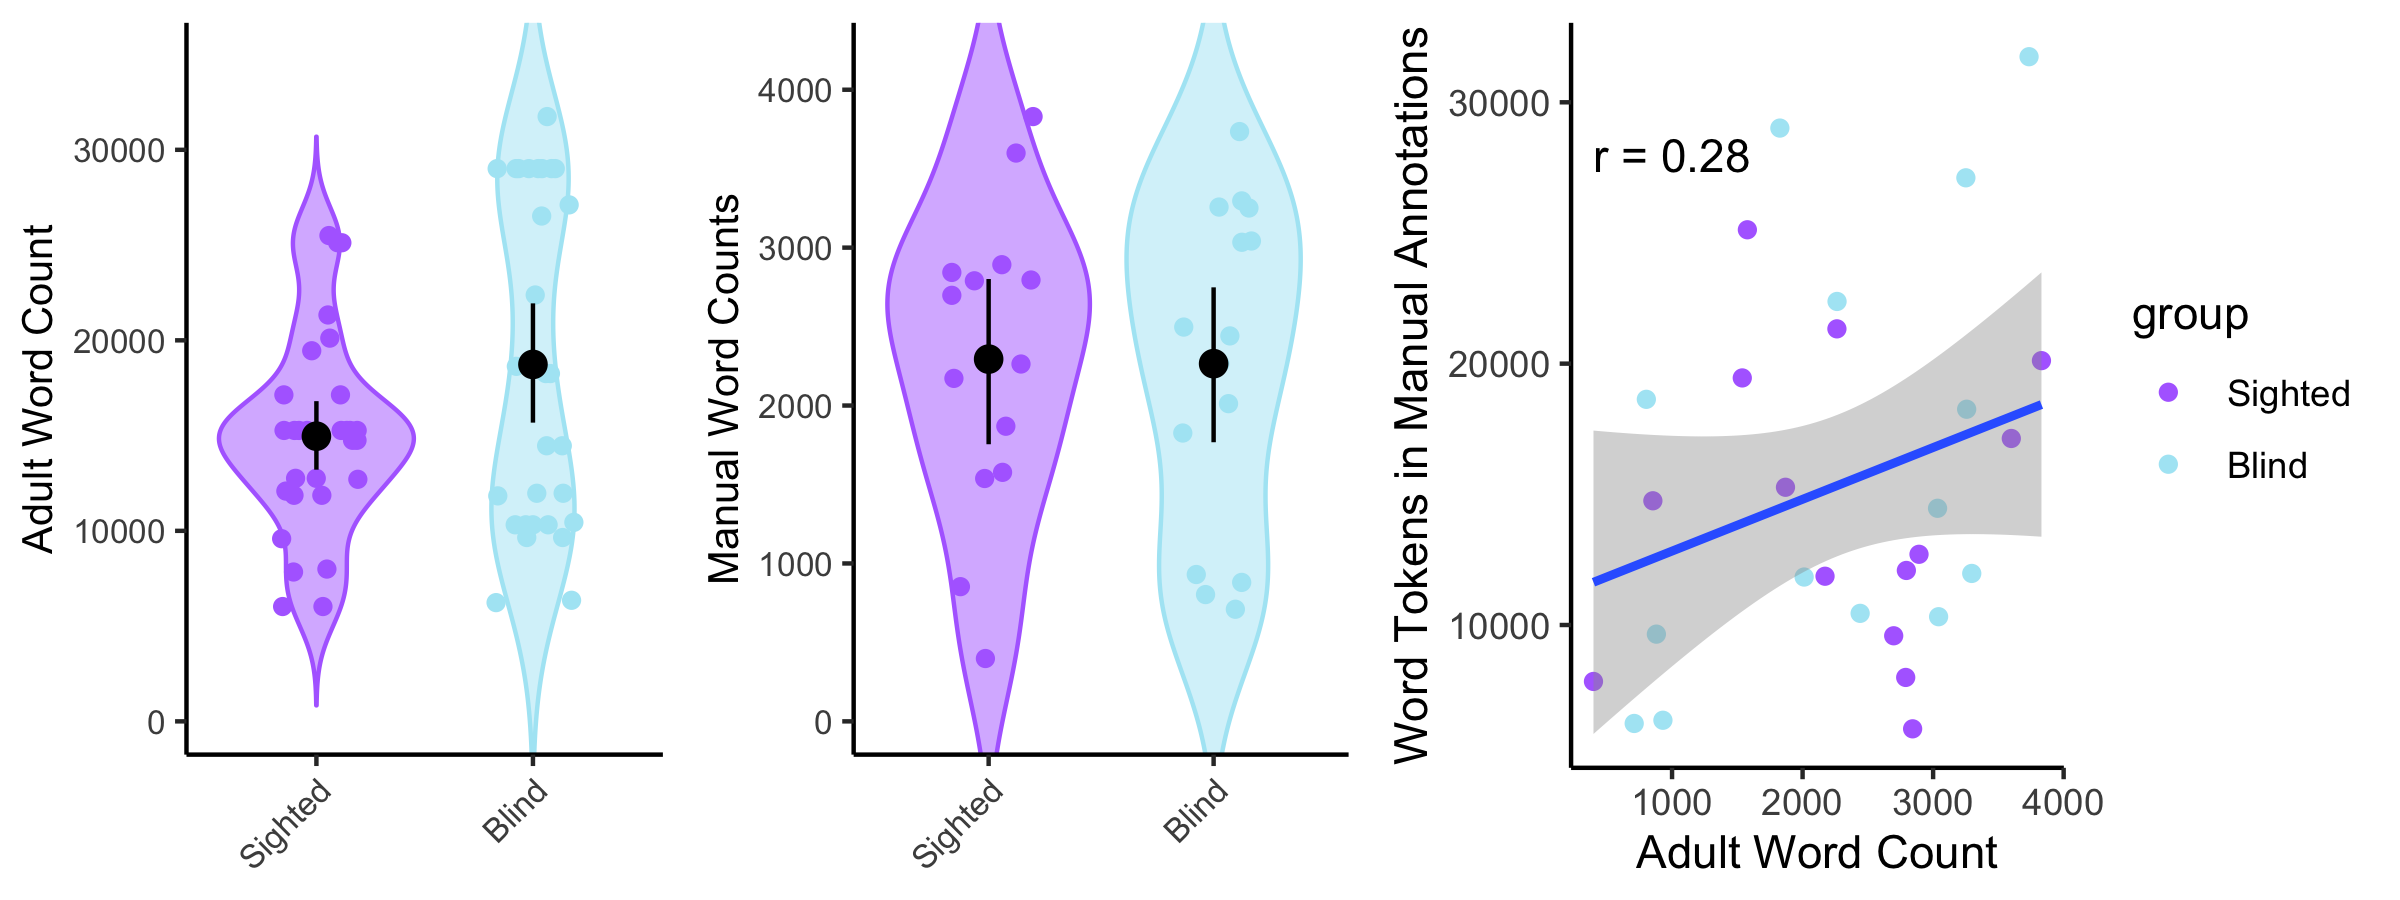 Adult Word Count
30000
20000
10000
0
Sighted
Blind
Manual Word Counts
4000
3000
2000
1000
0
Sighted
Blind
Word Tokens in Manual Annotations
30000
20000
10000
r = 0.28
1000 2000 3000 4000
Adult Word Count
group
Sighted
Blind